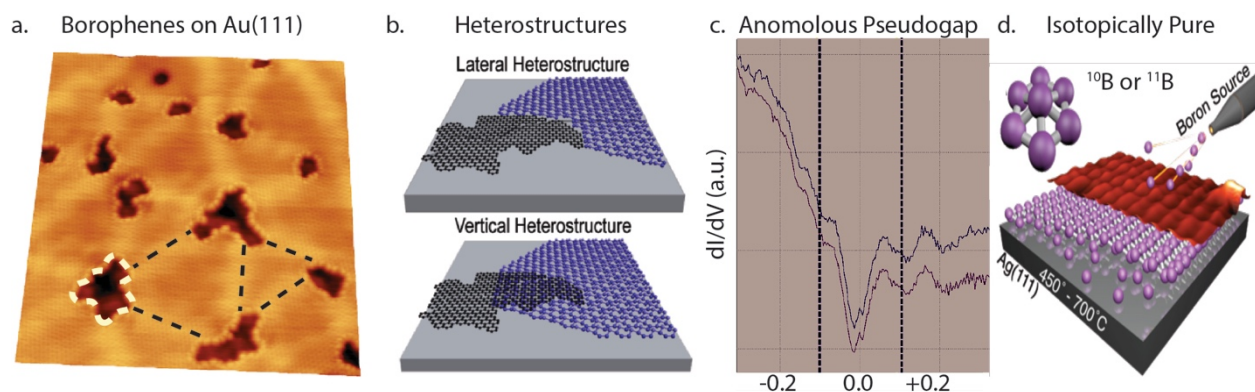 a. Borophenes on Au(111)
b. Heterostructures
Lateral Heterostructure
Vertical Heterostructure
c. Anomolous Pseudogap
dI/dV (a.u.)
-0.2 0.0 +0.2
d. Isotopically Pure
¹⁰B or ¹¹B
Boron Source
Ag(111)
450° - 700°C